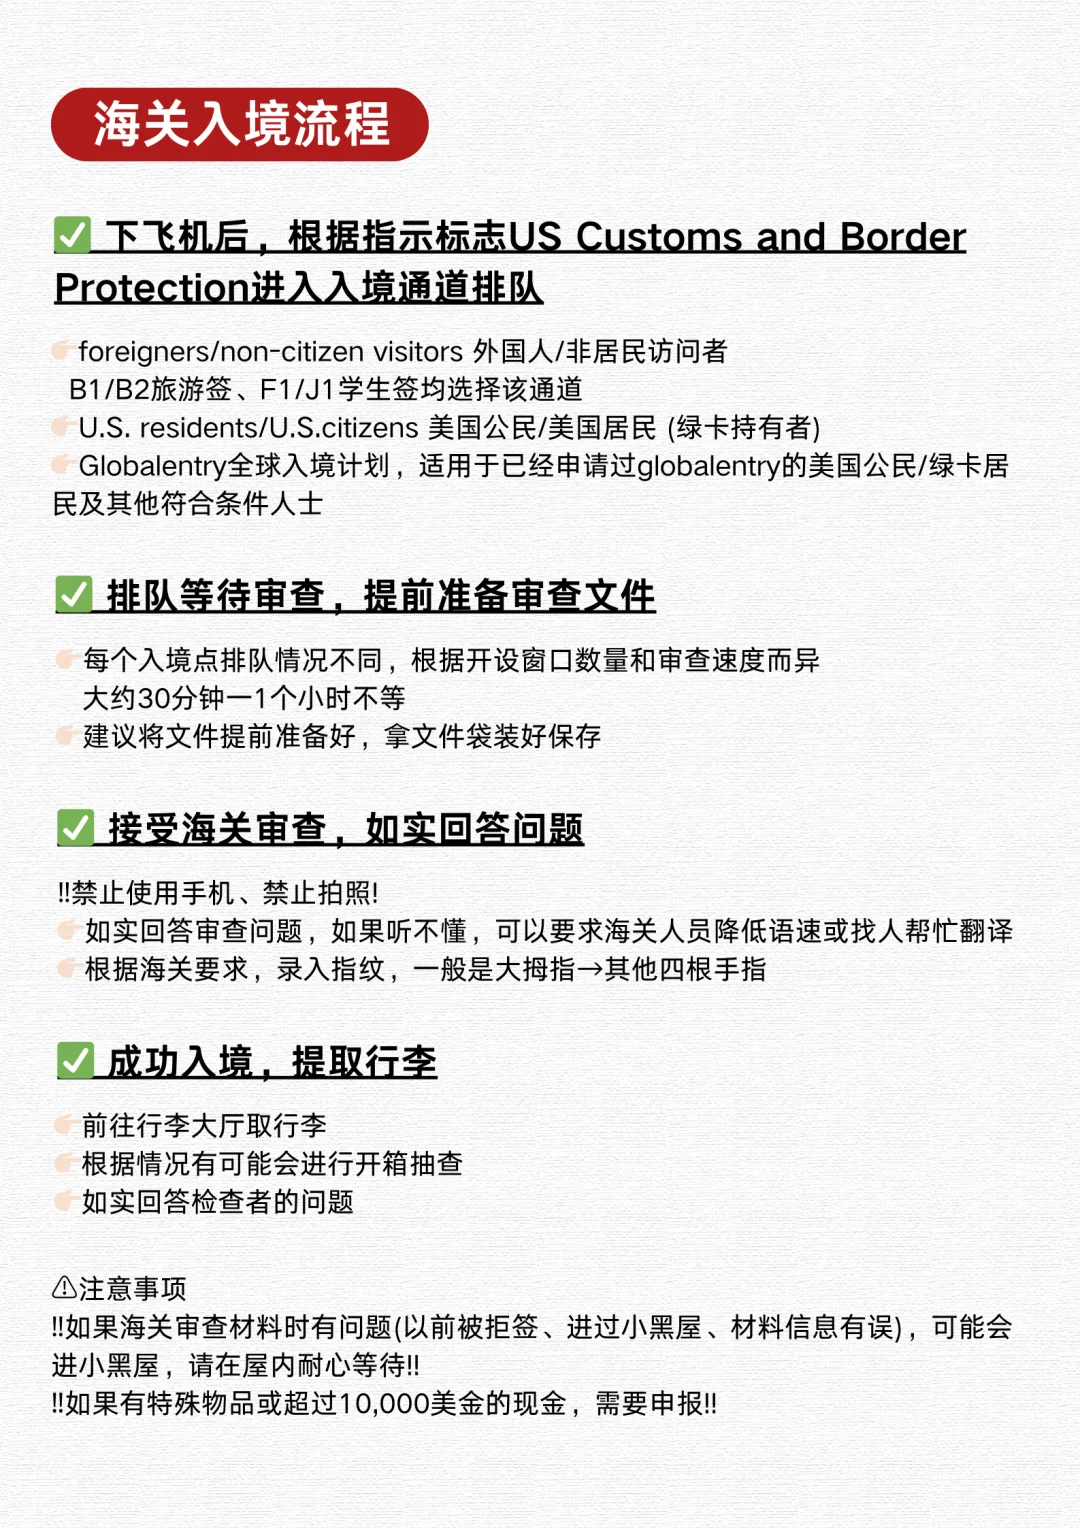 海关入境流程
✅ 下飞机后，根据指示标志US Customs and Border
Protection进入入境通道排队
👉foreigners/non-citizen visitors 外国人/非居民访问者
B1/B2旅游签、F1/J1学生签均选择该通道
👉U.S. residents/U.S.citizens 美国公民/美国居民 (绿卡持有者)
👉Globalentry全球入境计划，适用于已经申请过globalentry的美国公民/绿卡居
民及其他符合条件人士
✅ 排队等待审查，提前准备审查文件
👉每个入境点排队情况不同，根据开设窗口数量和审查速度而异
大约30分钟一1个小时不等
👉建议将文件提前准备好，拿文件袋装好保存
✅ 接受海关审查，如实回答问题
‼禁止使用手机、禁止拍照!
👉如实回答审查问题，如果听不懂，可以要求海关人员降低语速或找人帮忙翻译
👉根据海关要求，录入指纹，一般是大拇指→其他四根手指
✅ 成功入境，提取行李
👉前往行李大厅取行李
👉根据情况有可能会进行开箱抽查
👉如实回答检查者的问题
⚠注意事项
‼如果海关审查材料时有问题(以前被拒签、进过小黑屋、材料信息有误)，可能会
进小黑屋，请在屋内耐心等待‼
‼如果有特殊物品或超过10,000美金的现金，需要申报‼